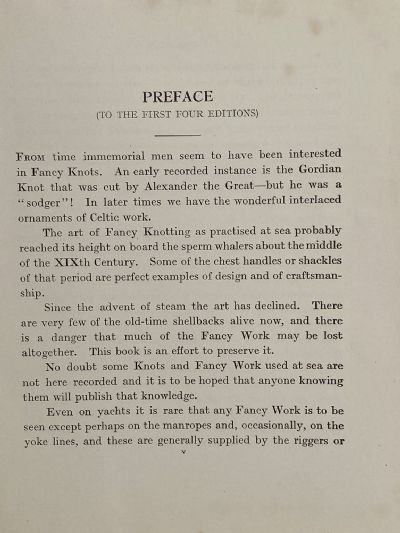 PREFACE
(TO THE FIRST FOUR EDITIONS)
FROM time immemorial men seem to have been interested
in Fancy Knots. An early recorded instance is the Gordian
Knot that was cut by Alexander the Great—but he was a
"sodger"! In later times we have the wonderful interlaced
ornaments of Celtic work.
The art of Fancy Knotting as practised at sea probably
reached its height on board the sperm whalers about the middle
of the XIXth Century. Some of the chest handles or shackles
of that period are perfect examples of design and of craftsman-
ship.
Since the advent of steam the art has declined. There
are very few of the old-time shellbacks alive now, and there
is a danger that much of the Fancy Work may be lost
altogether. This book is an effort to preserve it.
No doubt some Knots and Fancy Work used at sea are
not here recorded and it is to be hoped that anyone knowing
them will publish that knowledge.
Even on yachts it is rare that any Fancy Work is to be
seen except perhaps on the manropes and, occasionally, on the
yoke lines, and these are generally supplied by the riggers or
v